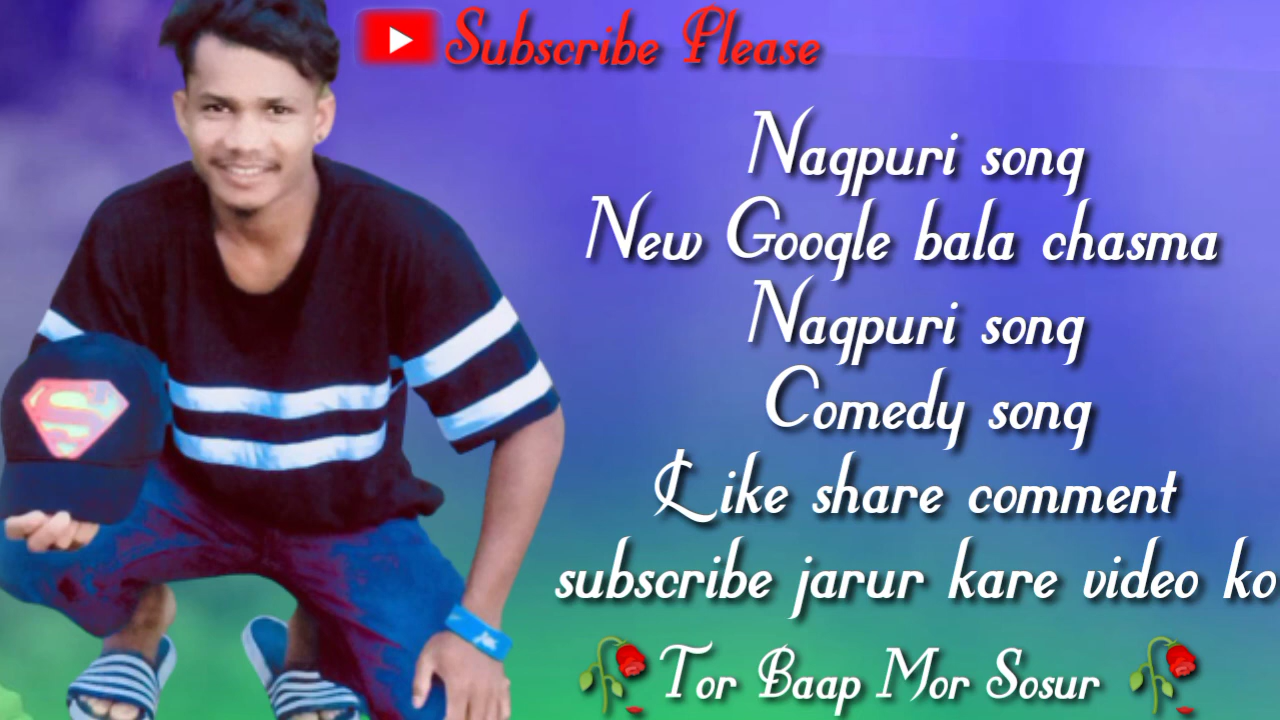 Subscribe Please
Nagpuri song
New Google bala chasma
Nagpuri song
Comedy song
Like share comment
subscribe jarur kare video ko
Tor Baap Mor Sosur